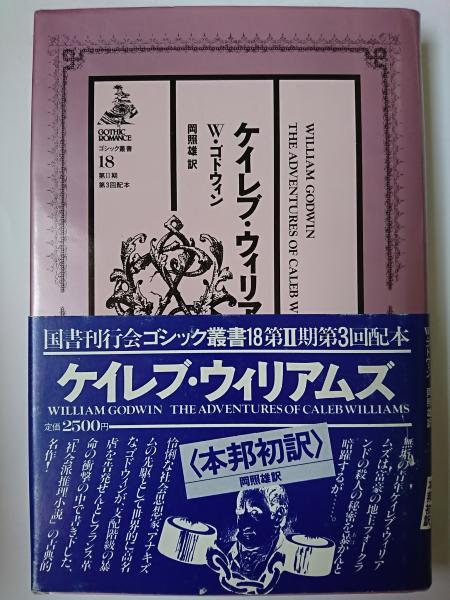 GOTHIC
ROMANCE
ゴシック叢書
18
第II期
第3回配本
WILLIAM GODWIN
THE ADVENTURES OF CALEB W
ケイレブ・ウィリア
W・ゴドウィン
岡照雄訳
国書刊行会ゴシック叢書18第II期第3回配本
ケイレブ・ウィリアムズ
WILLIAM GODWIN THE ADVENTURES OF CALEB WILLIAMS
定価2500円
〈本邦初訳〉
岡照雄訳
無垢の青年ケイレブ・ウィリア
ムズは富豪の地主フォークラ
ンドの殺人の秘密を暴かんと
暗躍するが……
怜悧な社会思想家、アナキズ
ムの先駆として世界的に高名
なゴドウィンが、支配階級の暴
虐を告発せんとしフランス革
命の衝撃の中で書き下した、
「社会派推理小説」の古典的
名作!